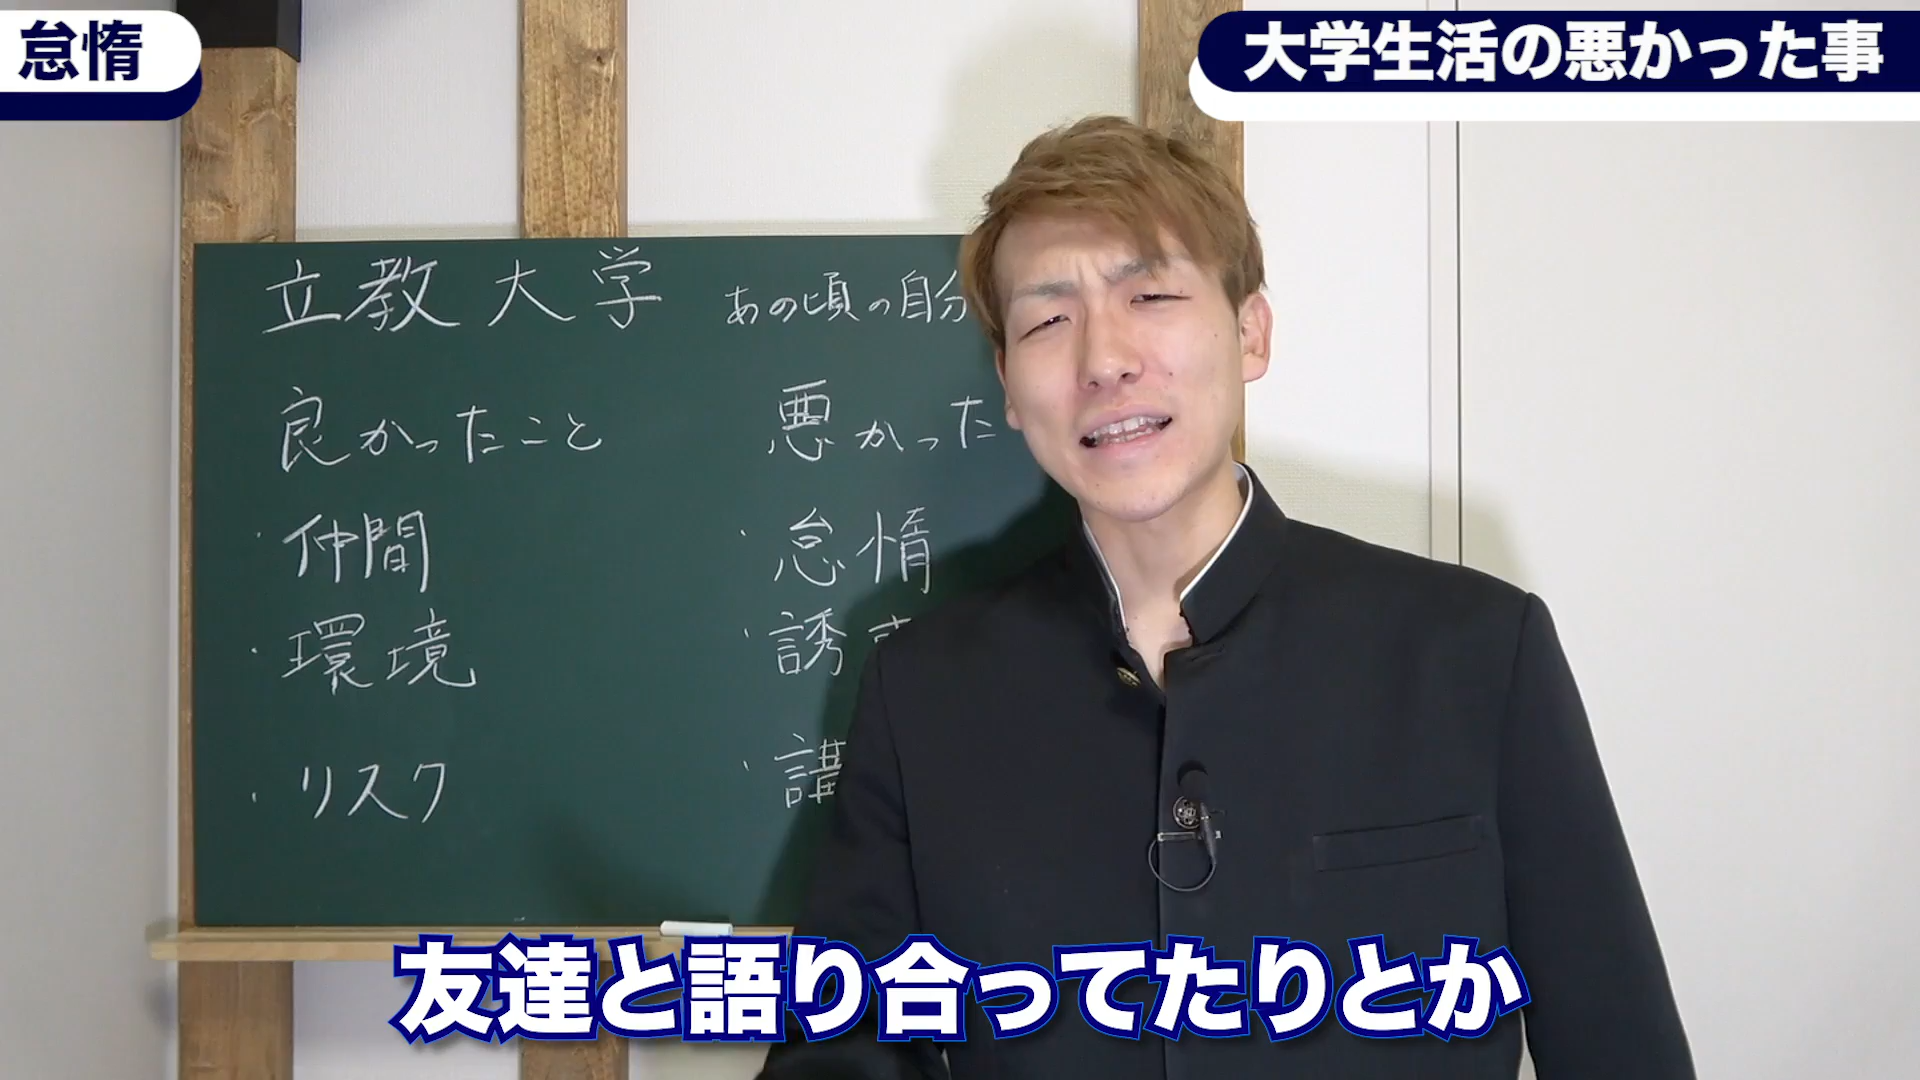 怠惰
大学生活の悪かった事
立教大学 あの頃の自分
良かったこと 悪かった
・仲間 ・怠惰
・環境 ・誘
・リスク ・講
友達と語り合ってたりとか